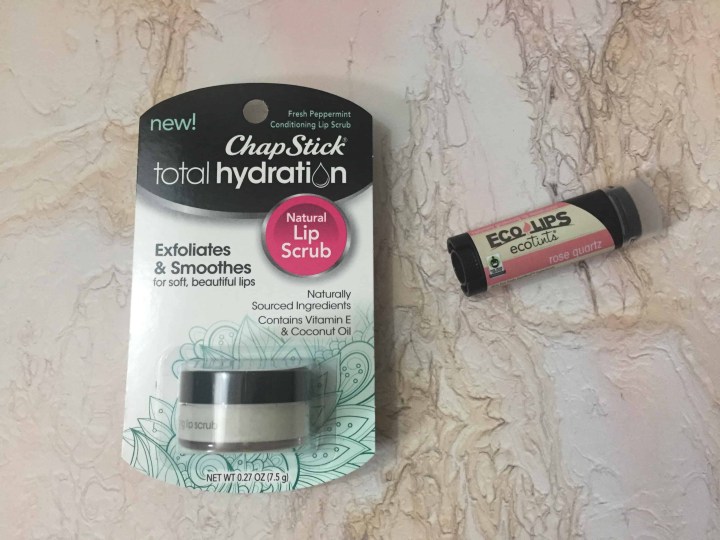 new!
Fresh Peppermint
Conditioning Lip Scrub
ChapStick®
total hydration
Natural
Lip
Scrub
Exfoliates
& Smoothes
for soft, beautiful lips
Naturally
Sourced Ingredients
Contains Vitamin E
& Coconut Oil
lip scrub
NET WT 0.27 OZ (7.5 g)
ECO LIPS
ecotints
rose quartz